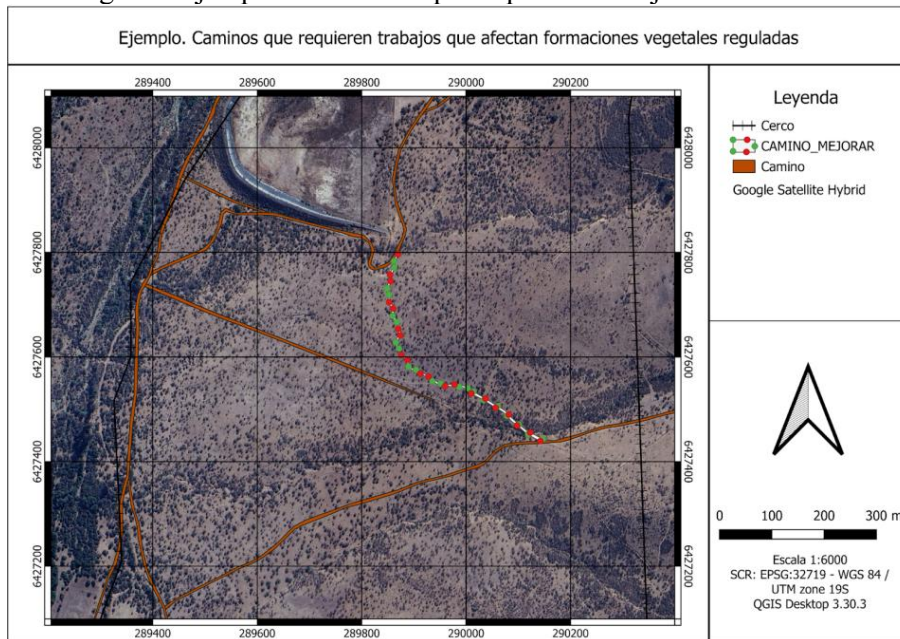 Ejemplo. Caminos que requieren trabajos que afectan formaciones vegetales reguladas
289400 289600 289800 290000 290200
6428000 6428000
6427800 6427800
6427600 6427600
6427400 6427400
6427200 6427200
289400 289600 289800 290000 290200
Leyenda
Cerco
CAMINO_MEJORAR
Camino
Google Satellite Hybrid
0 100 200 300 m
Escala 1:6000
SCR: EPSG:32719 - WGS 84 /
UTM zone 19S
QGIS Desktop 3.30.3